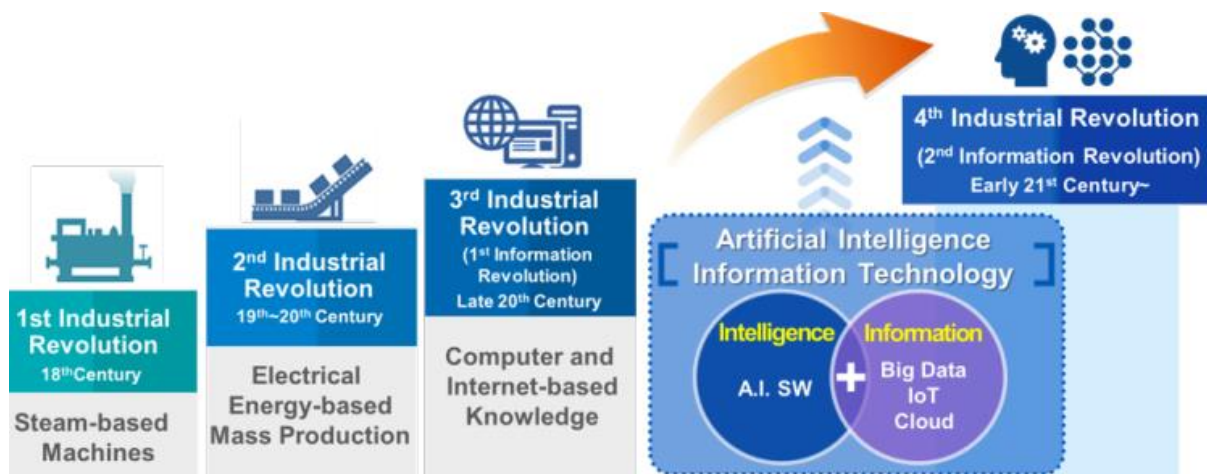 1st Industrial
Revolution
18thCentury
Steam-based
Machines
2nd Industrial
Revolution
19th~20th Century
Electrical
Energy-based
Mass Production
3rd Industrial
Revolution
(1st Information
Revolution)
Late 20th Century
Computer and
Internet-based
Knowledge
Artificial Intelligence
Information Technology
Intelligence
A.I. SW
+
Information
Big Data
IoT
Cloud
4th Industrial Revolution
(2nd Information Revolution)
Early 21st Century~